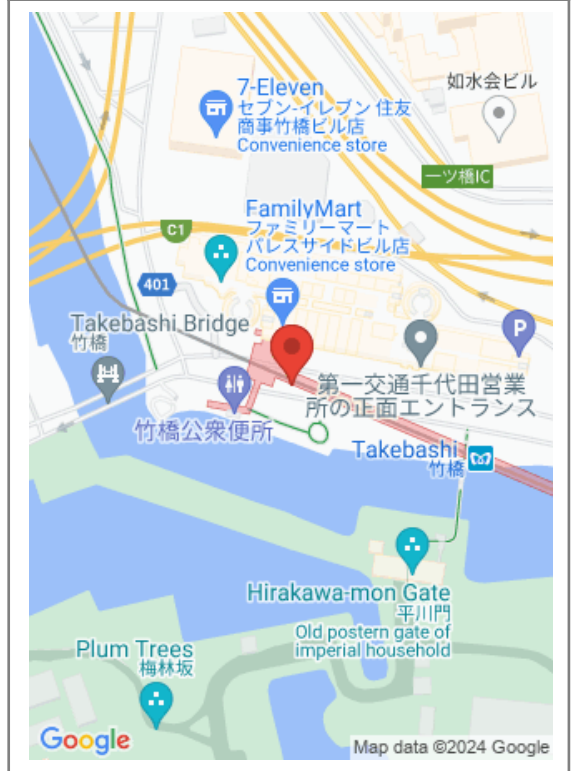 7-Eleven
セブン-イレブン 住友
商事竹橋ビル店
Convenience store
如水会ビル
一ツ橋IC
FamilyMart
ファミリーマート
パレスサイドビル店
Convenience store
C1
401
Takebashi Bridge
竹橋
P
第一交通千代田営業
所の正面エントランス
竹橋公衆便所
Takebashi
竹橋
Hirakawa-mon Gate
平川門
Old postern gate of
imperial household
Plum Trees
梅林坂
Google
Map data ©2024 Google